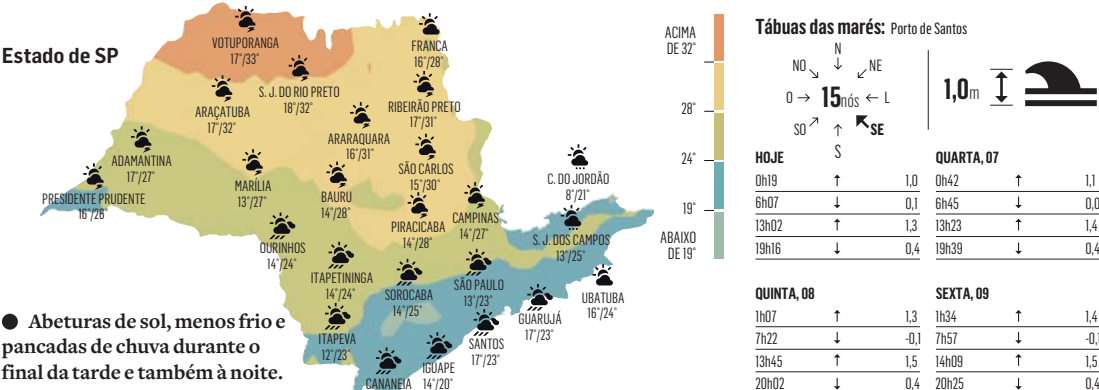 Estado de SP
VOTUPORANGA
17°/33°
FRANCA
16°/28°
S. J. DO RIO PRETO
18°/32°
ARAÇATUBA
17°/32°
RIBEIRÃO PRETO
17°/31°
ARARAQUARA
16°/31°
ADAMANTINA
17°/27°
SÃO CARLOS
15°/30°
MARÍLIA
13°/27°
PRESIDENTE PRUDENTE
16°/26°
BAURU
14°/28°
C. DO JORDÃO
8°/21°
PIRACICABA
14°/28°
CAMPINAS
14°/27°
OURINHOS
14°/24°
S. J. DOS CAMPOS
13°/25°
ITAPETININGA
14°/24°
SOROCABA
14°/25°
SÃO PAULO
13°/23°
UBATUBA
16°/24°
GUARUJÁ
17°/23°
ITAPEVA
12°/23°
SANTOS
17°/23°
IGUAPE
14°/20°
CANANEIA
● Abeturas de sol, menos frio e
pancadas de chuva durante o
final da tarde e também à noite.
ACIMA
DE 32°
28°
24°
19°
ABAIXO
DE 19°
Tábuas das marés: Porto de Santos
N
NO ↘ ↓ ↙ NE
O → 15nós ← L
SO ↗ ↑ ↖ SE
S
1,0m
HOJE
0h19 ↑ 1,0
6h07 ↓ 0,1
13h02 ↑ 1,3
19h16 ↓ 0,4
QUARTA, 07
0h42 ↑ 1,1
6h45 ↓ 0,0
13h23 ↑ 1,4
19h39 ↓ 0,4
QUINTA, 08
1h07 ↑ 1,3
7h22 ↓ -0,1
13h45 ↑ 1,5
20h02 ↓ 0,4
SEXTA, 09
1h34 ↑ 1,4
7h57 ↓ -0,1
14h09 ↑ 1,5
20h25 ↓ 0,4